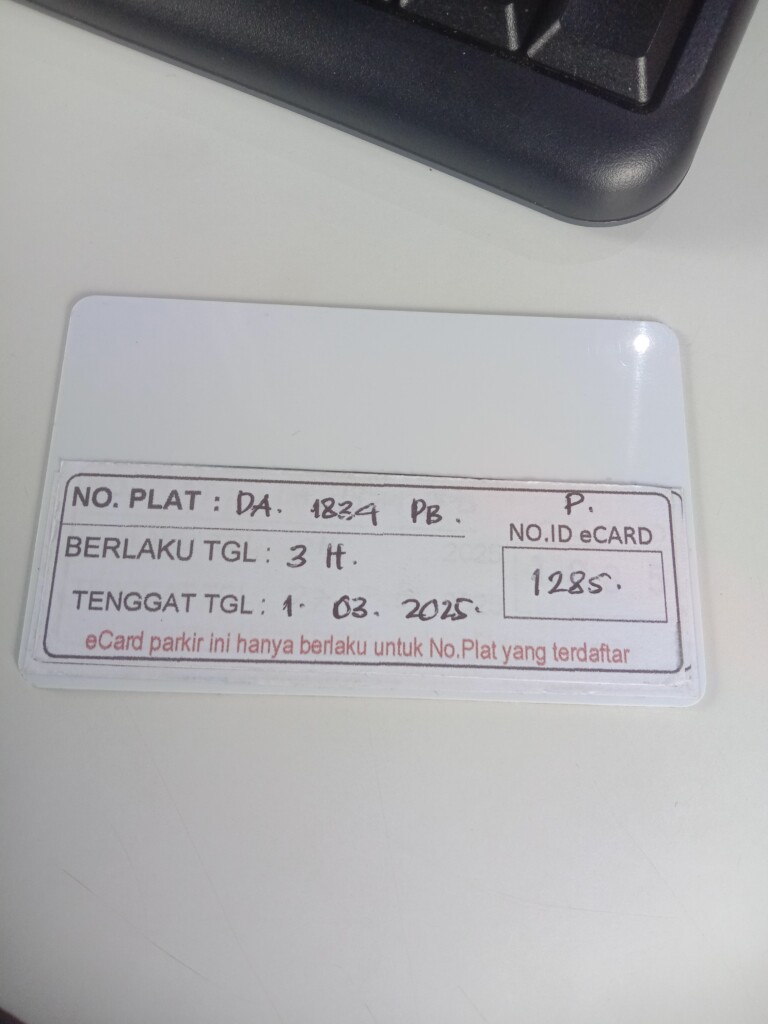 NO. PLAT : DA. 1834 PB.
P.
NO.ID eCARD
BERLAKU TGL : 3 H.
1285.
TENGGAT TGL : 1. 03. 2025.
eCard parkir ini hanya berlaku untuk No.Plat yang terdaftar